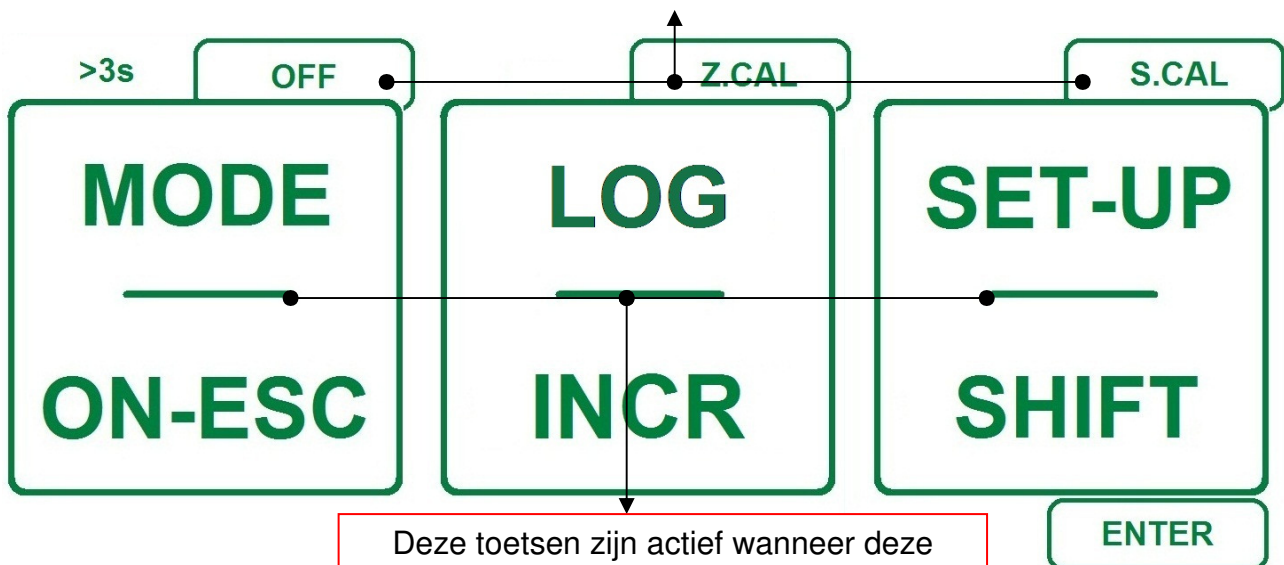 >3s OFF Z.CAL S.CAL
MODE LOG SET-UP
ON-ESC INCR SHIFT
Deze toetsen zijn actief wanneer deze
ENTER